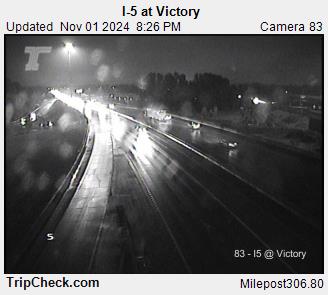 I-5 at Victory
Updated Nov 01 2024 8:26 PM Camera 83
T
S
83 - I5 @ Victory
TripCheck.com Milepost306.80